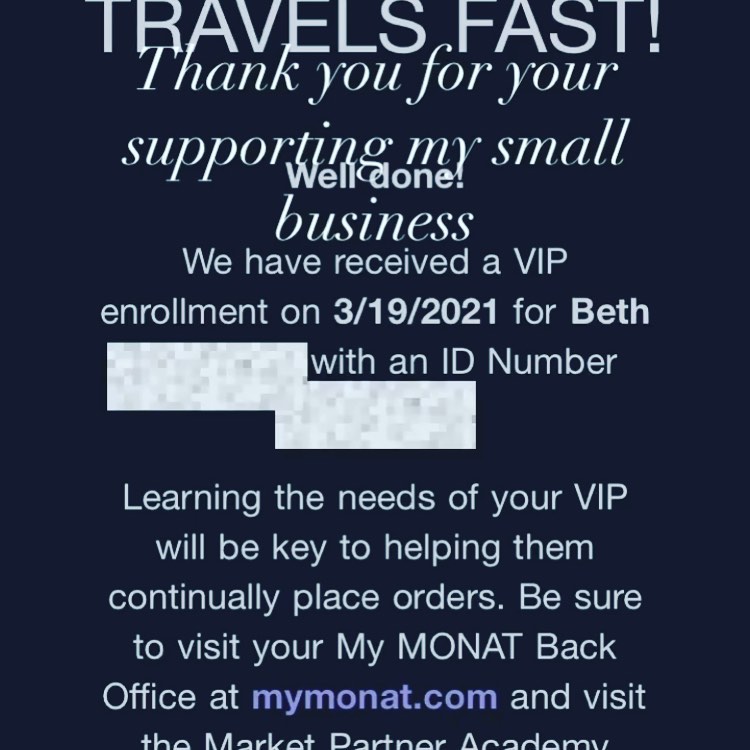 TRAVELS FAST!
Thank you for your
supporting my small
Well done!
business
We have received a VIP
enrollment on 3/19/2021 for Beth
with an ID Number
Learning the needs of your VIP
will be key to helping them
continually place orders. Be sure
to visit your My MONAT Back
Office at mymonat.com and visit
the Market Partner Academy